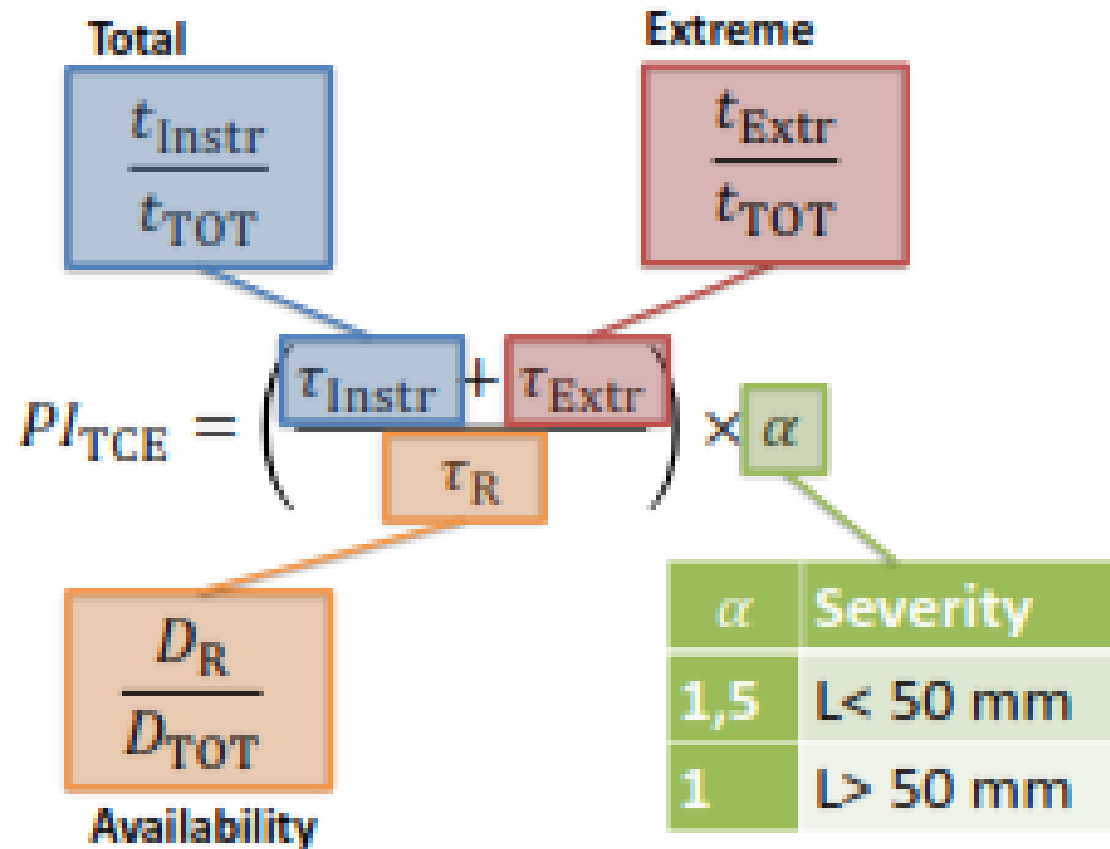 Total
Extreme
t_Instr / t_TOT
t_Extr / t_TOT
PI_TCE = ( (τ_Instr + τ_Extr) / τ_R ) × α
D_R / D_TOT
Availability
α Severity
1,5 L< 50 mm
1 L> 50 mm